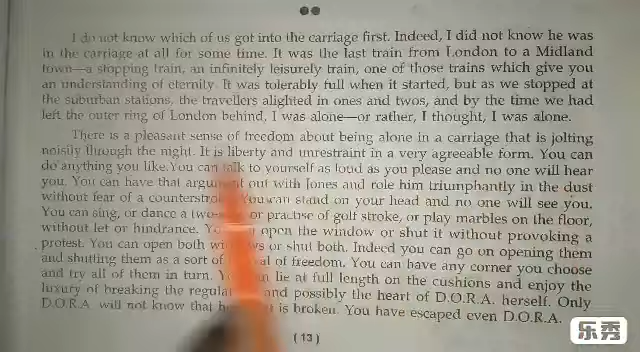 I do not know which of us got into the carriage first. Indeed, I did not know he was
in the carriage at all for some time. It was the last train from London to a Midland
town—a stopping train, an infinitely leisurely train, one of those trains which give you
an understanding of eternity. It was tolerably full when it started, but as we stopped at
the suburban stations, the travellers alighted in ones and twos, and by the time we had
left the outer ring of London behind, I was alone—or rather, I thought, I was alone.
There is a pleasant sense of freedom about being alone in a carriage that is jolting
noisily through the night. It is liberty and unrestraint in a very agreeable form. You can
do anything you like.You can talk to yourself as loud as you please and no one will hear
you. You can have that argument out with Jones and role him triumphantly in the dust
without fear of a counterstroke You can stand on your head and no one will see you.
You can sing, or dance a or practise of golf stroke, or play marbles on the floor,
without let or hindrance. open the window or shut it without provoking a
protest. You can open both or shut both. Indeed you can go on opening them
and shutting them as a sort of of freedom. You can have any corner you choose
and try all of them in turn. lie at full length on the cushions and enjoy the
luxury of breaking the and possibly the heart of D.O.R.A. herself. Only
D.O.R.A will not know that is broken. You have escaped even D.O.R.A.
(13)
乐秀